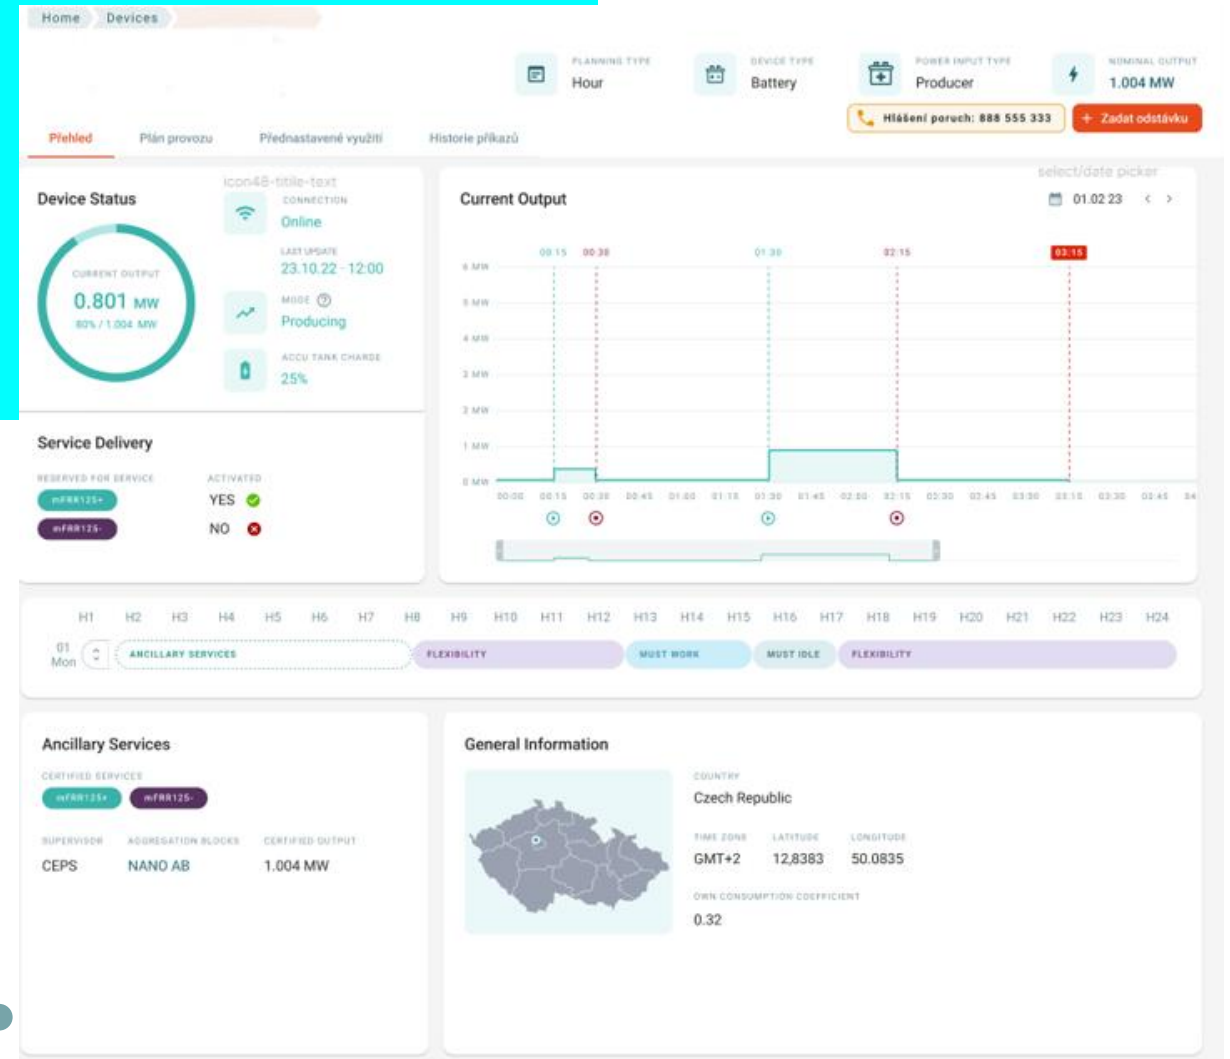 Home Devices
PLANNING TYPE
Hour
DEVICE TYPE
Battery
POWER INPUT TYPE
Producer
NOMINAL OUTPUT
1.004 MW
Hlášení poruch: 888 555 333
+ Zadat odstávku
Přehled Plán provozu Přednastavené využití Historie příkazů
Device Status
icon48-titile-text
CONNECTION
Online
LAST UPDATE
23.10.22 - 12:00
MODE
Producing
ACCU TANK CHARGE
25%
CURRENT OUTPUT
0.801 MW
80% / 1.004 MW
Current Output
select/date picker
01.02 23
00:15 00:30 01:30 02:15 03:15
6 MW
5 MW
4 MW
3 MW
2 MW
1 MW
0 MW
00:00 00:15 00:30 00:45 01:00 01:15 01:30 01:45 02:00 02:15 02:30 02:45 03:00 03:15 03:30 03:45 04
Service Delivery
RESERVED FOR SERVICE ACTIVATED
mFRR125+ YES
mFRR125- NO
H1 H2 H3 H4 H5 H6 H7 H8 H9 H10 H11 H12 H13 H14 H15 H16 H17 H18 H19 H20 H21 H22 H23 H24
01
Mon
ANCILLARY SERVICES FLEXIBILITY MUST WORK MUST IDLE FLEXIBILITY
Ancillary Services
CERTIFIED SERVICES
mFRR125+ mFRR125-
SUPERVISOR AGGREGATION BLOCKS CERTIFIED OUTPUT
CEPS NANO AB 1.004 MW
General Information
COUNTRY
Czech Republic
TIME ZONE LATITUDE LONGITUDE
GMT+2 12,8383 50.0835
OWN CONSUMPTION COEFFICIENT
0.32